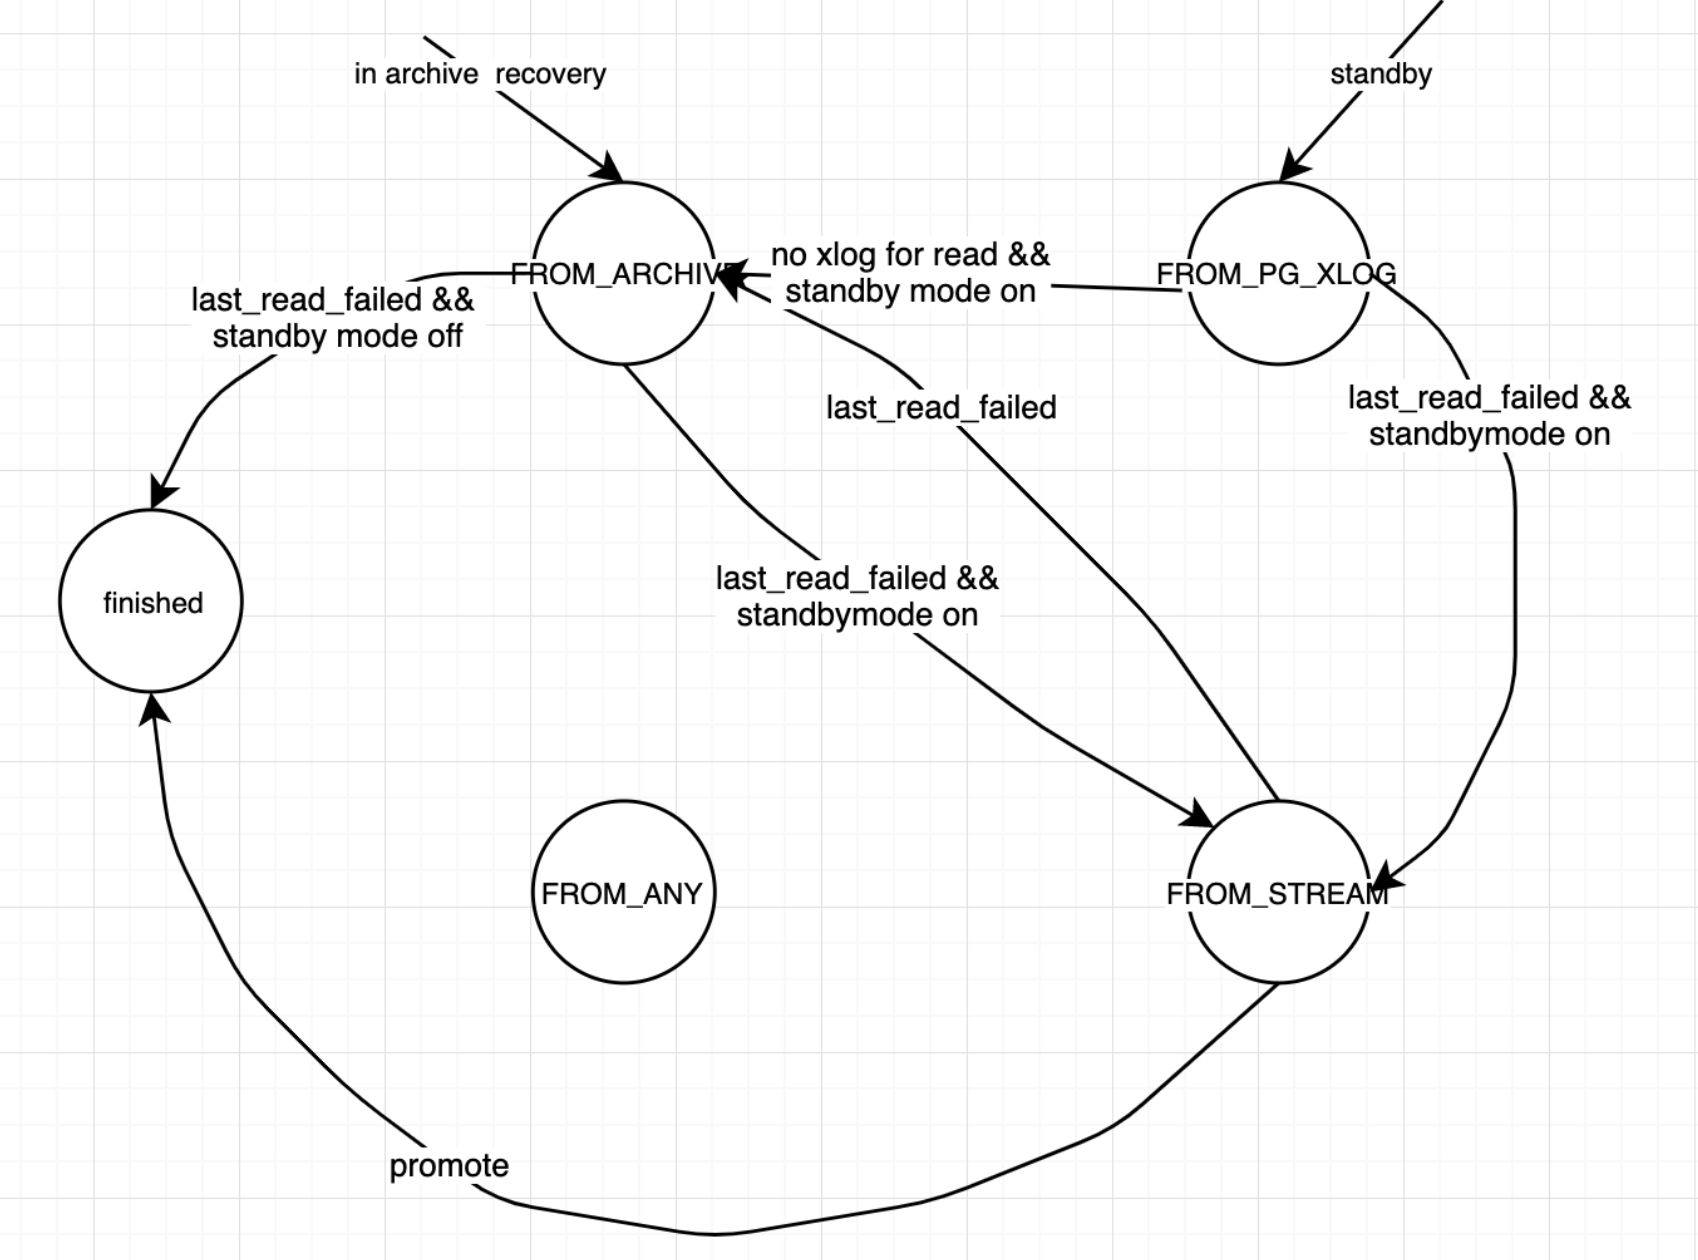 in archive  recovery
standby
no xlog for read &&
standby mode on
FROM_ARCHIVE
FROM_PG_XLOG
last_read_failed &&
standby mode off
last_read_failed
last_read_failed &&
standbymode on
last_read_failed &&
standbymode on
finished
FROM_ANY
FROM_STREAM
promote